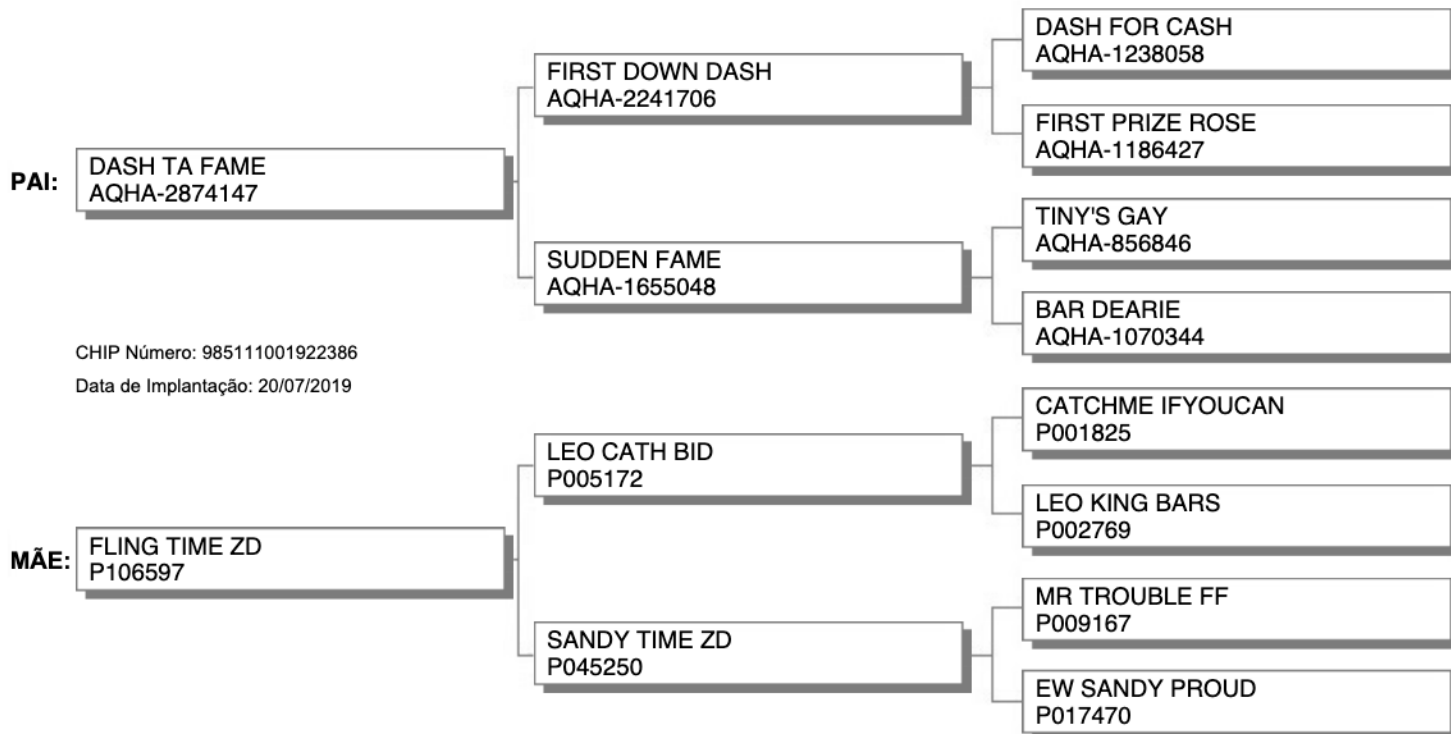 PAI:
DASH TA FAME
AQHA-2874147
FIRST DOWN DASH
AQHA-2241706
DASH FOR CASH
AQHA-1238058
FIRST PRIZE ROSE
AQHA-1186427
SUDDEN FAME
AQHA-1655048
TINY'S GAY
AQHA-856846
BAR DEARIE
AQHA-1070344
CHIP Número: 985111001922386
Data de Implantação: 20/07/2019
MÃE:
FLING TIME ZD
P106597
LEO CATH BID
P005172
CATCHME IFYOUCAN
P001825
LEO KING BARS
P002769
SANDY TIME ZD
P045250
MR TROUBLE FF
P009167
EW SANDY PROUD
P017470